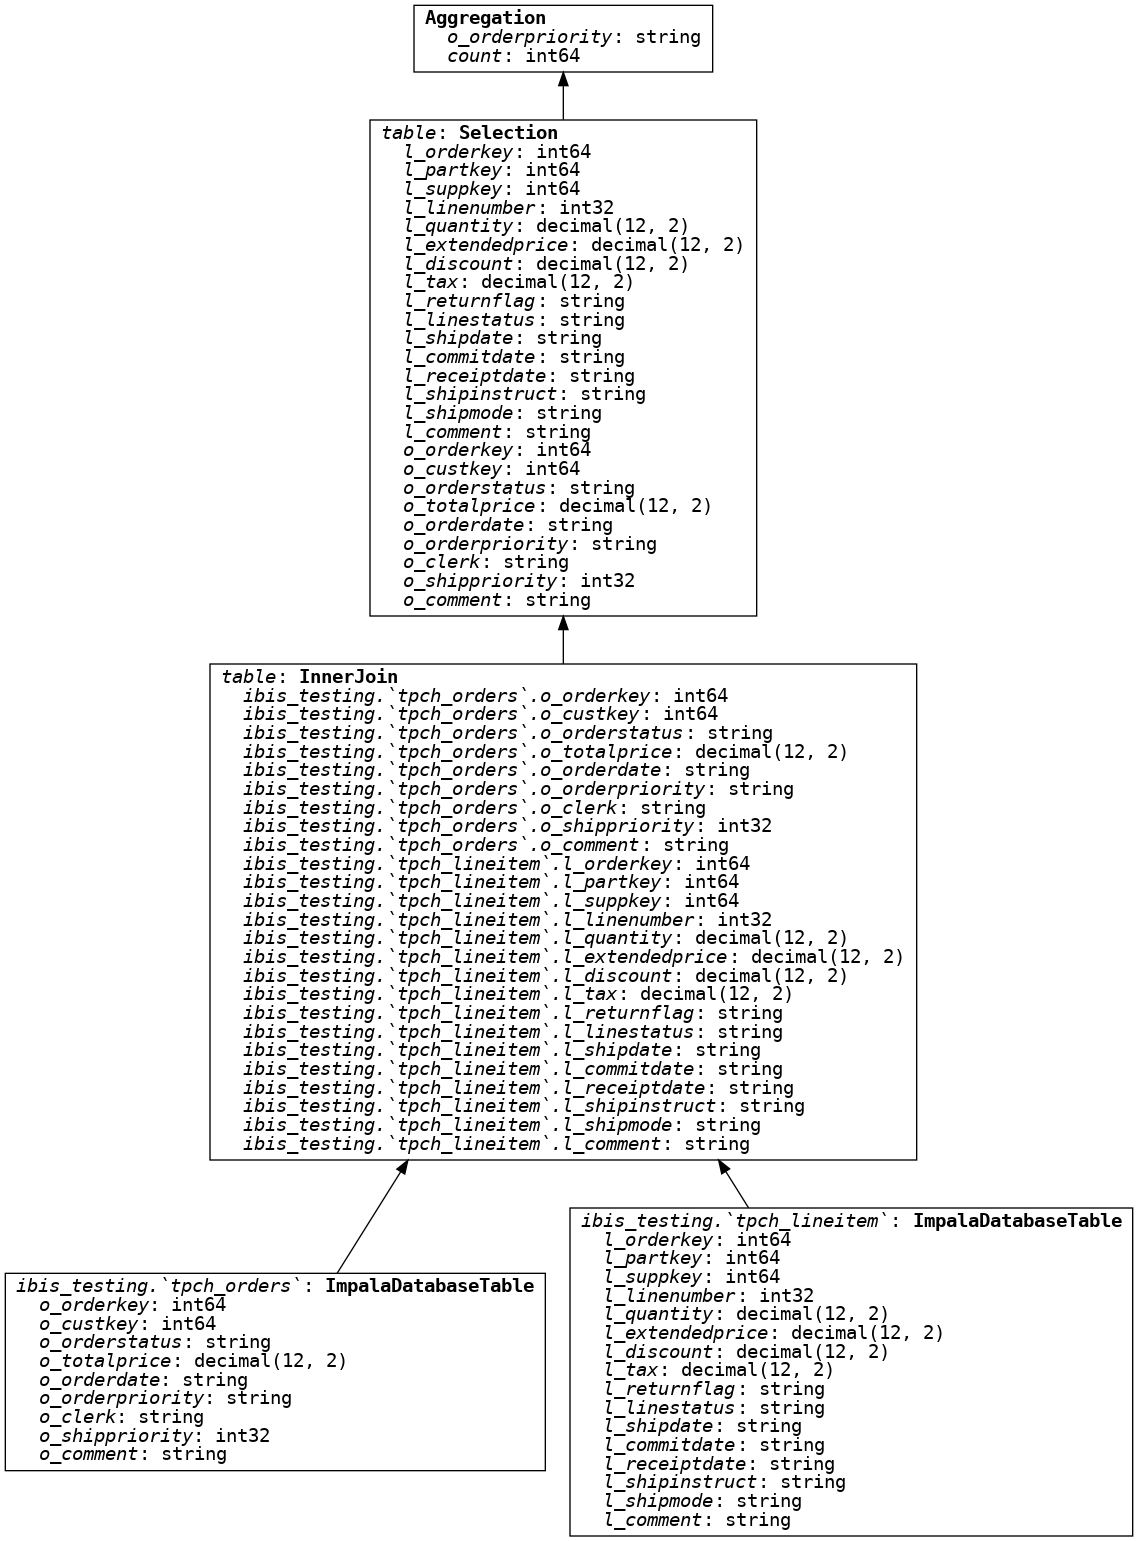 Aggregation
o_orderpriority: string
count: int64
table: Selection
l_orderkey: int64
l_partkey: int64
l_suppkey: int64
l_linenumber: int32
l_quantity: decimal(12, 2)
l_extendedprice: decimal(12, 2)
l_discount: decimal(12, 2)
l_tax: decimal(12, 2)
l_returnflag: string
l_linestatus: string
l_shipdate: string
l_commitdate: string
l_receiptdate: string
l_shipinstruct: string
l_shipmode: string
l_comment: string
o_orderkey: int64
o_custkey: int64
o_orderstatus: string
o_totalprice: decimal(12, 2)
o_orderdate: string
o_orderpriority: string
o_clerk: string
o_shippriority: int32
o_comment: string
table: InnerJoin
ibis_testing.`tpch_orders`.o_orderkey: int64
ibis_testing.`tpch_orders`.o_custkey: int64
ibis_testing.`tpch_orders`.o_orderstatus: string
ibis_testing.`tpch_orders`.o_totalprice: decimal(12, 2)
ibis_testing.`tpch_orders`.o_orderdate: string
ibis_testing.`tpch_orders`.o_orderpriority: string
ibis_testing.`tpch_orders`.o_clerk: string
ibis_testing.`tpch_orders`.o_shippriority: int32
ibis_testing.`tpch_orders`.o_comment: string
ibis_testing.`tpch_lineitem`.l_orderkey: int64
ibis_testing.`tpch_lineitem`.l_partkey: int64
ibis_testing.`tpch_lineitem`.l_suppkey: int64
ibis_testing.`tpch_lineitem`.l_linenumber: int32
ibis_testing.`tpch_lineitem`.l_quantity: decimal(12, 2)
ibis_testing.`tpch_lineitem`.l_extendedprice: decimal(12, 2)
ibis_testing.`tpch_lineitem`.l_discount: decimal(12, 2)
ibis_testing.`tpch_lineitem`.l_tax: decimal(12, 2)
ibis_testing.`tpch_lineitem`.l_returnflag: string
ibis_testing.`tpch_lineitem`.l_linestatus: string
ibis_testing.`tpch_lineitem`.l_shipdate: string
ibis_testing.`tpch_lineitem`.l_commitdate: string
ibis_testing.`tpch_lineitem`.l_receiptdate: string
ibis_testing.`tpch_lineitem`.l_shipinstruct: string
ibis_testing.`tpch_lineitem`.l_shipmode: string
ibis_testing.`tpch_lineitem`.l_comment: string
ibis_testing.`tpch_orders`: ImpalaDatabaseTable
o_orderkey: int64
o_custkey: int64
o_orderstatus: string
o_totalprice: decimal(12, 2)
o_orderdate: string
o_orderpriority: string
o_clerk: string
o_shippriority: int32
o_comment: string
ibis_testing.`tpch_lineitem`: ImpalaDatabaseTable
l_orderkey: int64
l_partkey: int64
l_suppkey: int64
l_linenumber: int32
l_quantity: decimal(12, 2)
l_extendedprice: decimal(12, 2)
l_discount: decimal(12, 2)
l_tax: decimal(12, 2)
l_returnflag: string
l_linestatus: string
l_shipdate: string
l_commitdate: string
l_receiptdate: string
l_shipinstruct: string
l_shipmode: string
l_comment: string